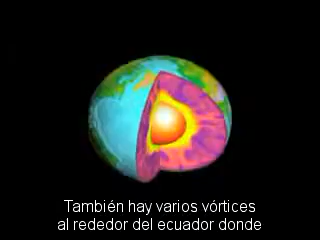 También hay varios vórtices
al rededor del ecuador donde